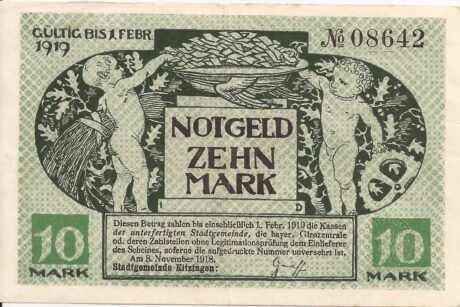 GÜLTIG BIS 1. FEBR.
1919
No 08642
NOTGELD
ZEHN
MARK
Diesen Betrag zahlen bis einschließlich 1. Febr. 1919 die Kassen
der unterfertigten Stadtgemeinde, die bayer. Girozentrale
od. deren Zahlstellen ohne Legitimationsprüfung dem Einlieferer
des Scheines, soferne die aufgedruckte Nummer unversehrt ist.
Am 8. November 1918.
Stadtgemeinde Kitzingen.
10
MARK
10
MARK